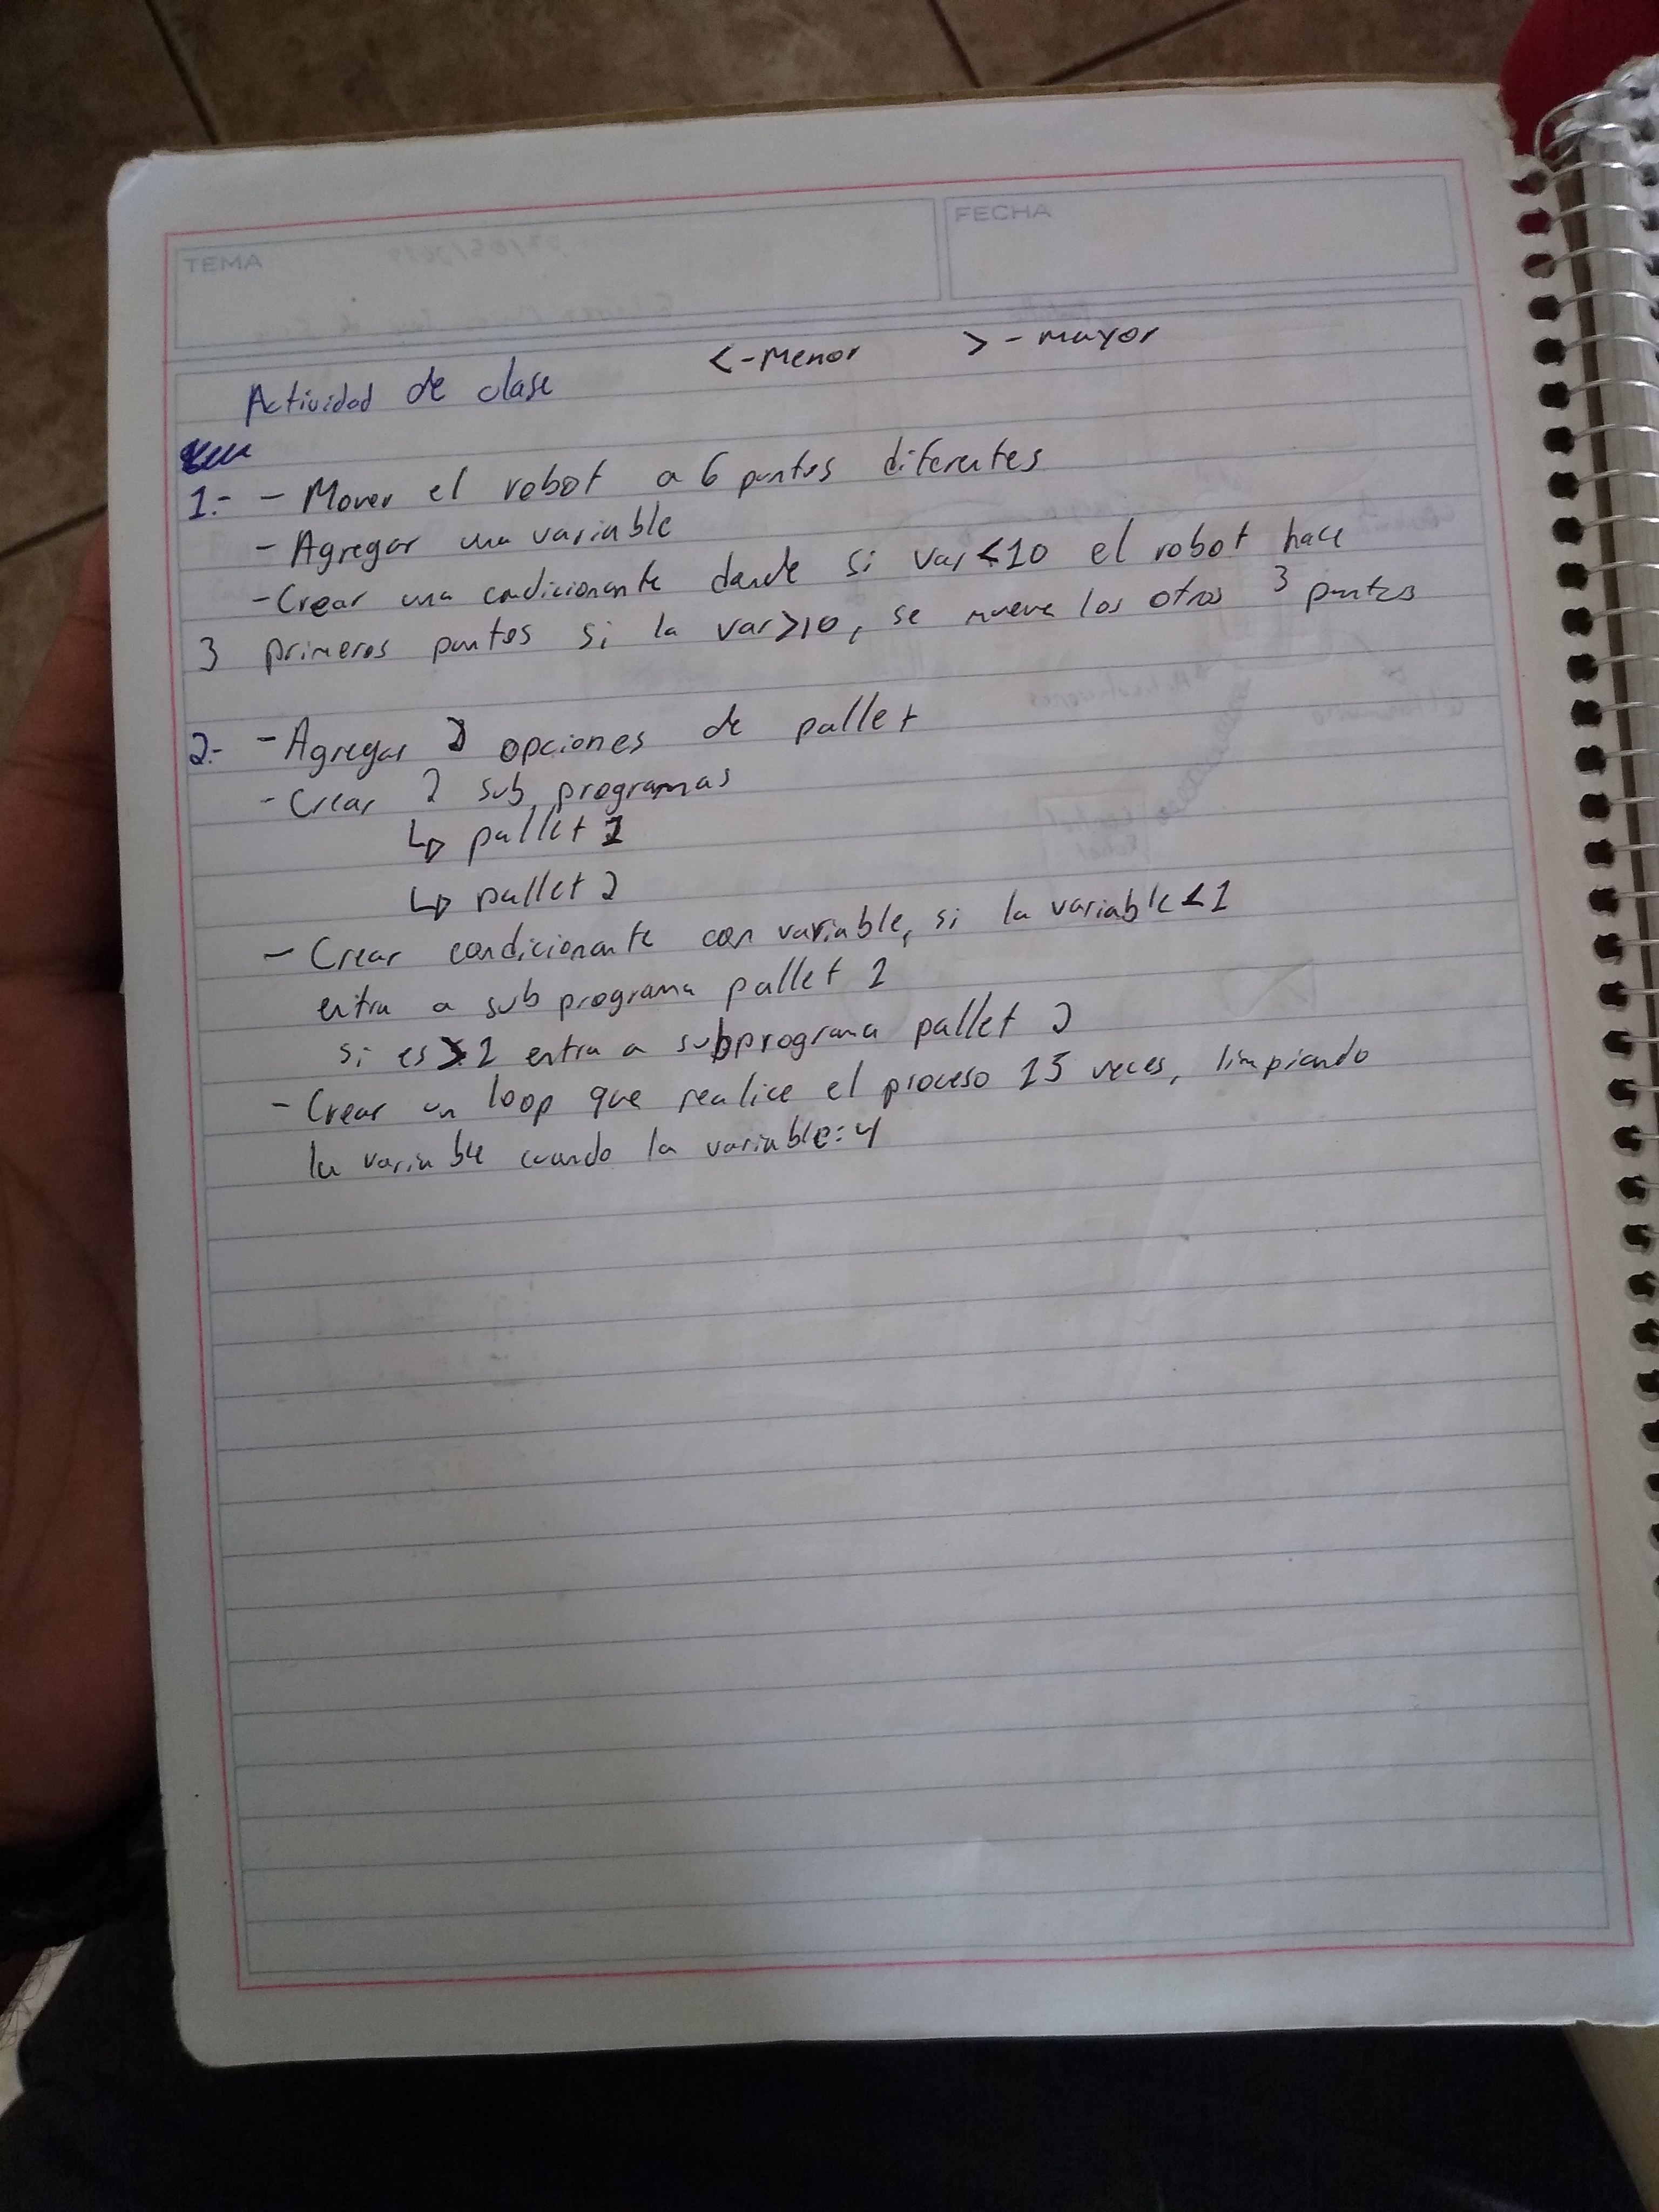 TEMA
FECHA
<-Menor >-mayor
Actividad de clase
1.- - Mover el robot a 6 puntos diferentes
- Agregar una variable
- Crear una condicionante donde si var<10 el robot hace
3 primeros puntos si la var>10, se mueve los otros 3 puntos
2.- - Agregar 2 opciones de pallet
- Crear 2 sub programas
↳ pallet 1
↳ pallet 2
- Crear condicionante con variable, si la variable<1
entra a sub programa pallet 1
si es>1 entra a subprograma pallet 2
- Crear un loop que realice el proceso 15 veces, limpiando
la variable cuando la variable=4